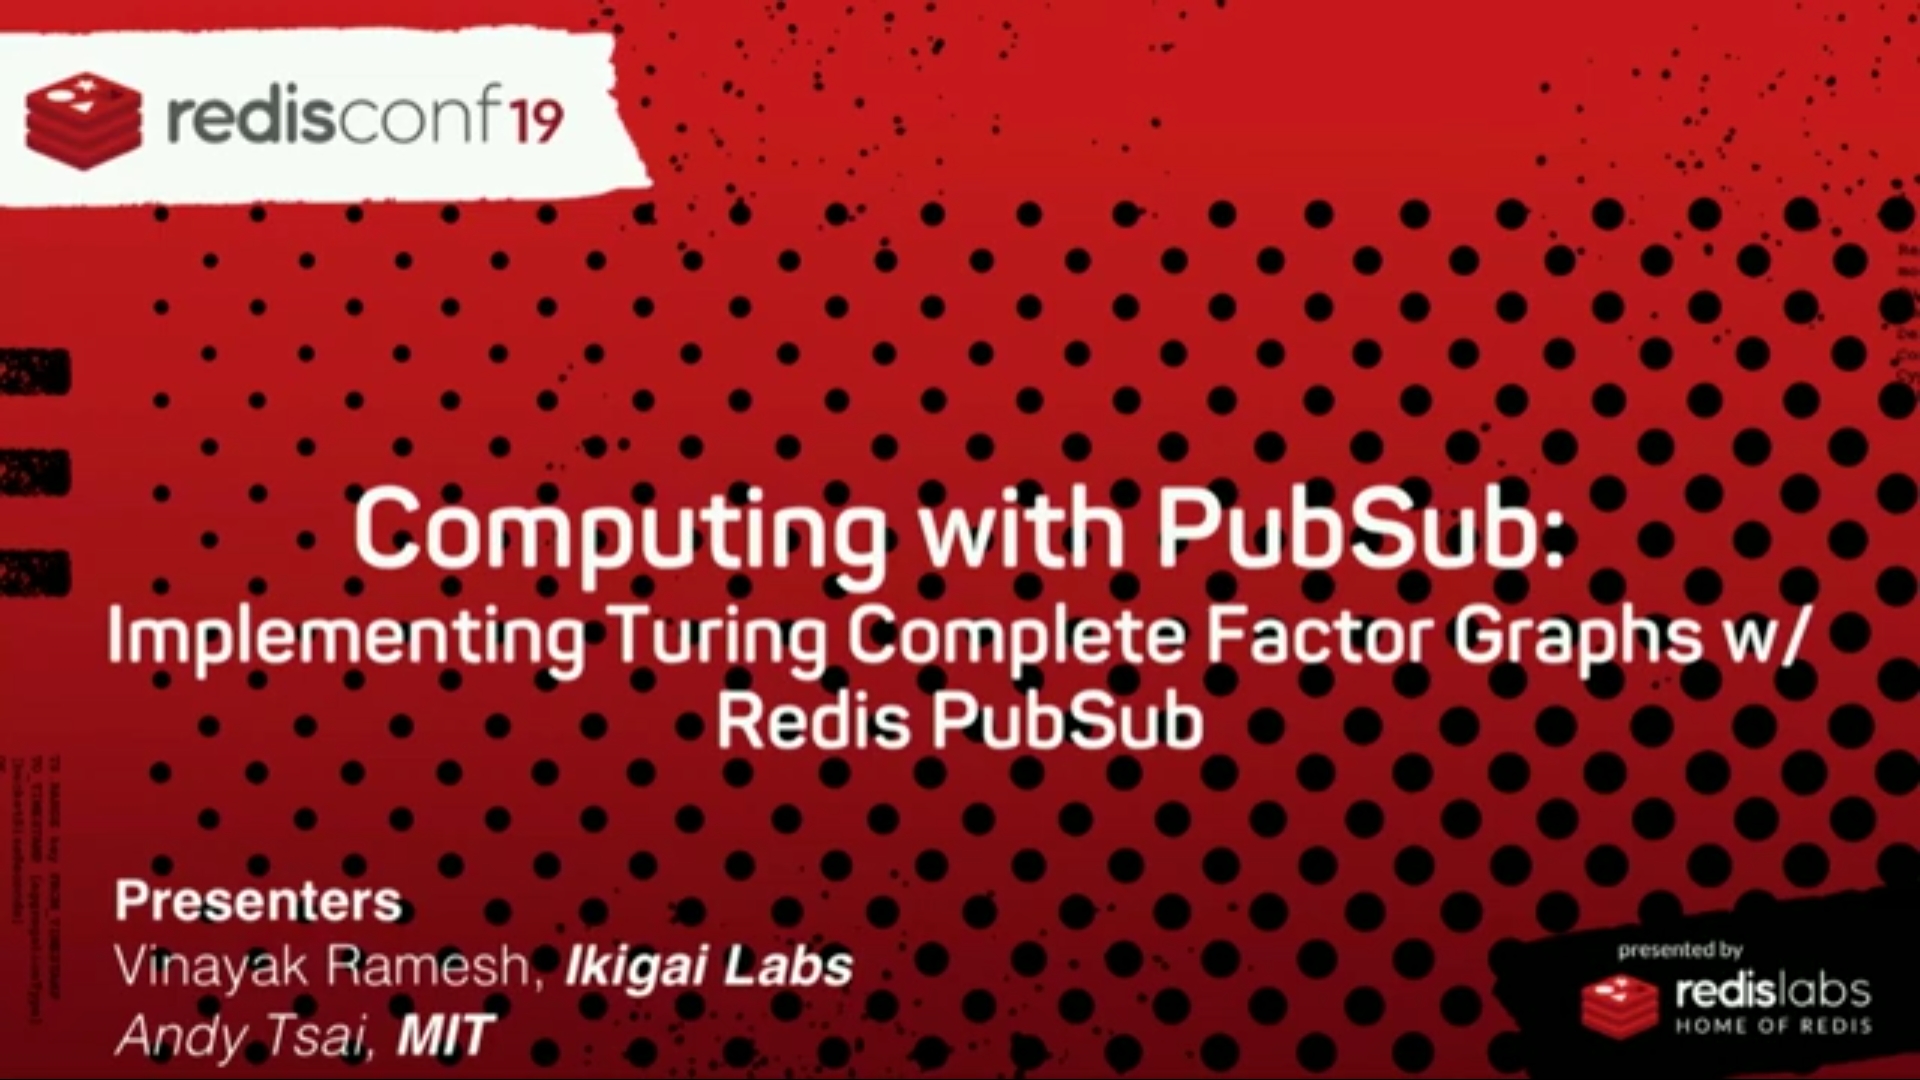 redisconf19
Computing with PubSub:
Implementing Turing Complete Factor Graphs w/
Redis PubSub
Presenters
Vinayak Ramesh, Ikigai Labs
Andy Tsai, MIT
presented by
redislabs
HOME OF REDIS